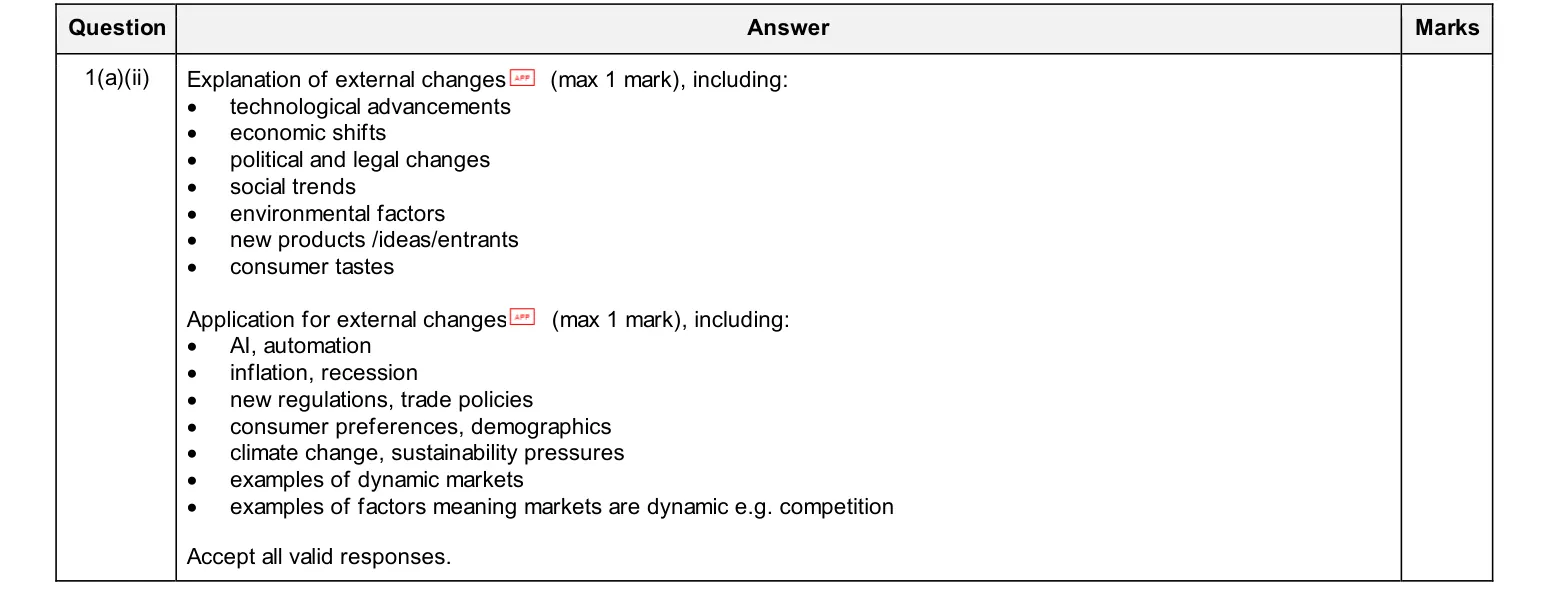 Question Answer Marks
1(a)(ii) Explanation of external changes APP (max 1 mark), including:
• technological advancements
• economic shifts
• political and legal changes
• social trends
• environmental factors
• new products /ideas/entrants
• consumer tastes
Application for external changes APP (max 1 mark), including:
• AI, automation
• inflation, recession
• new regulations, trade policies
• consumer preferences, demographics
• climate change, sustainability pressures
• examples of dynamic markets
• examples of factors meaning markets are dynamic e.g. competition
Accept all valid responses.